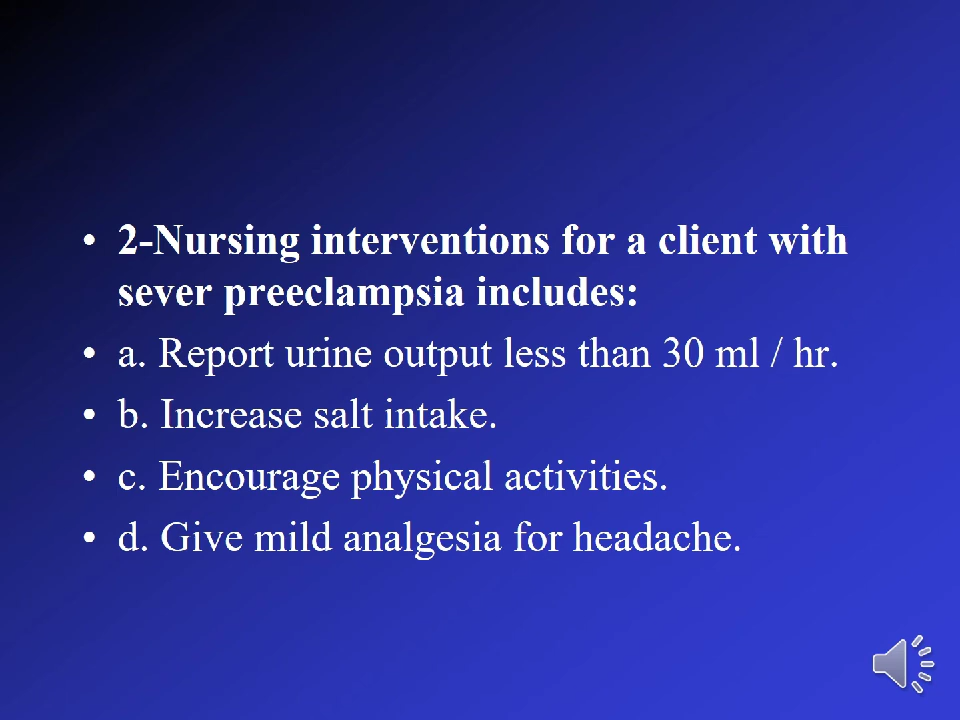 • 2-Nursing interventions for a client with
sever preeclampsia includes:
• a. Report urine output less than 30 ml / hr.
• b. Increase salt intake.
• c. Encourage physical activities.
• d. Give mild analgesia for headache.